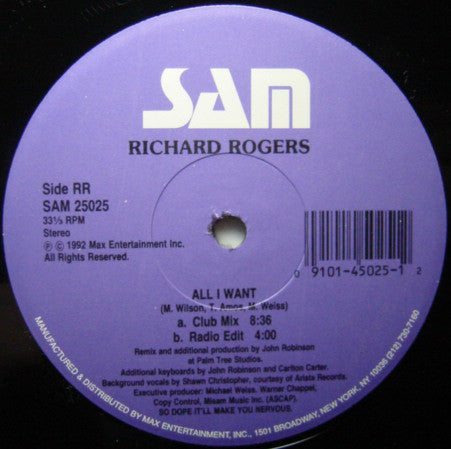 SAM
RICHARD ROGERS
Side RR
SAM 25025
33⅓ RPM
Stereo
Ⓟ © 1992 Max Entertainment Inc.
All Rights Reserved.
0 9101-45025-1 2
ALL I WANT
(M. Wilson, T. Amos, M. Weiss)
a. Club Mix 8:36
b. Radio Edit 4:00
Remix and additional production by John Robinson
at Palm Tree Studios.
Additional keyboards by John Robinson and Carlton Carter.
Background vocals by Shawn Christopher, courtesy of Arista Records.
Executive producer: Michael Weiss. Warner Chappel,
Copy Control, Misam Music Inc. (ASCAP).
SO DOPE IT'LL MAKE YOU NERVOUS.
MANUFACTURED & DISTRIBUTED BY MAX ENTERTAINMENT, INC., 1501 BROADWAY, NEW YORK, NY 10036 (212) 730-7160